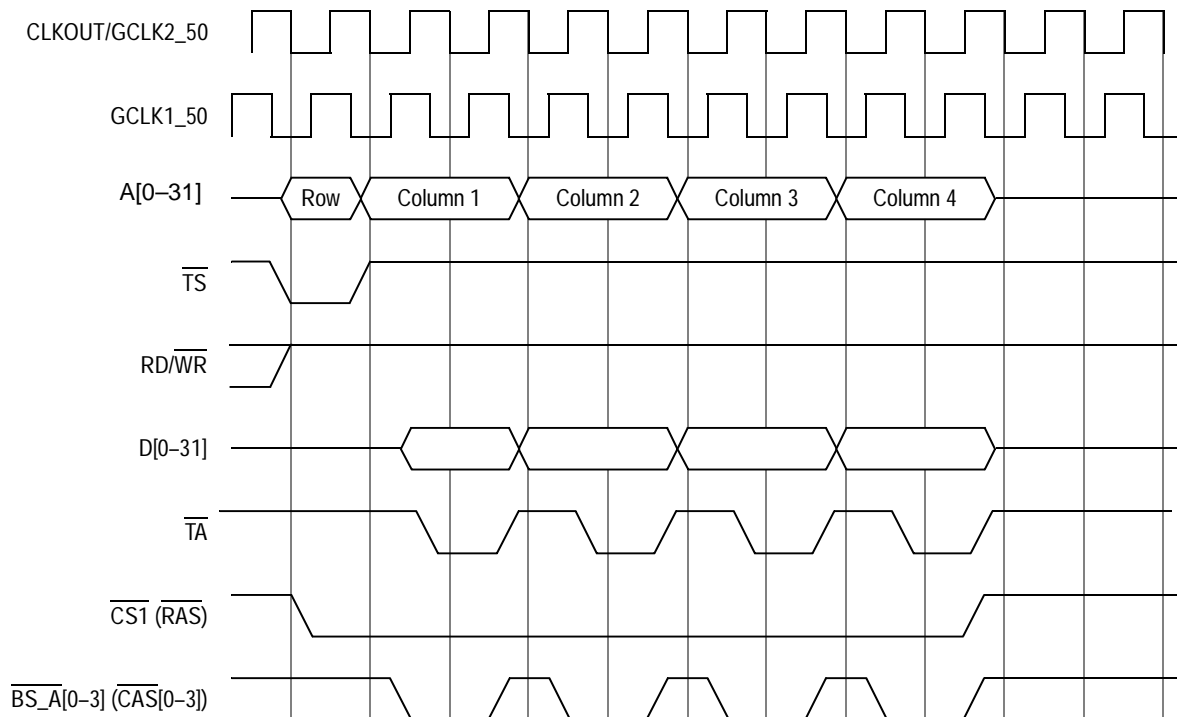 CLKOUT/GCLK2_50
GCLK1_50
A[0–31]
Row
Column 1
Column 2
Column 3
Column 4
TS
RD/WR
D[0–31]
TA
CS1 (RAS)
BS_A[0–3] (CAS[0–3])